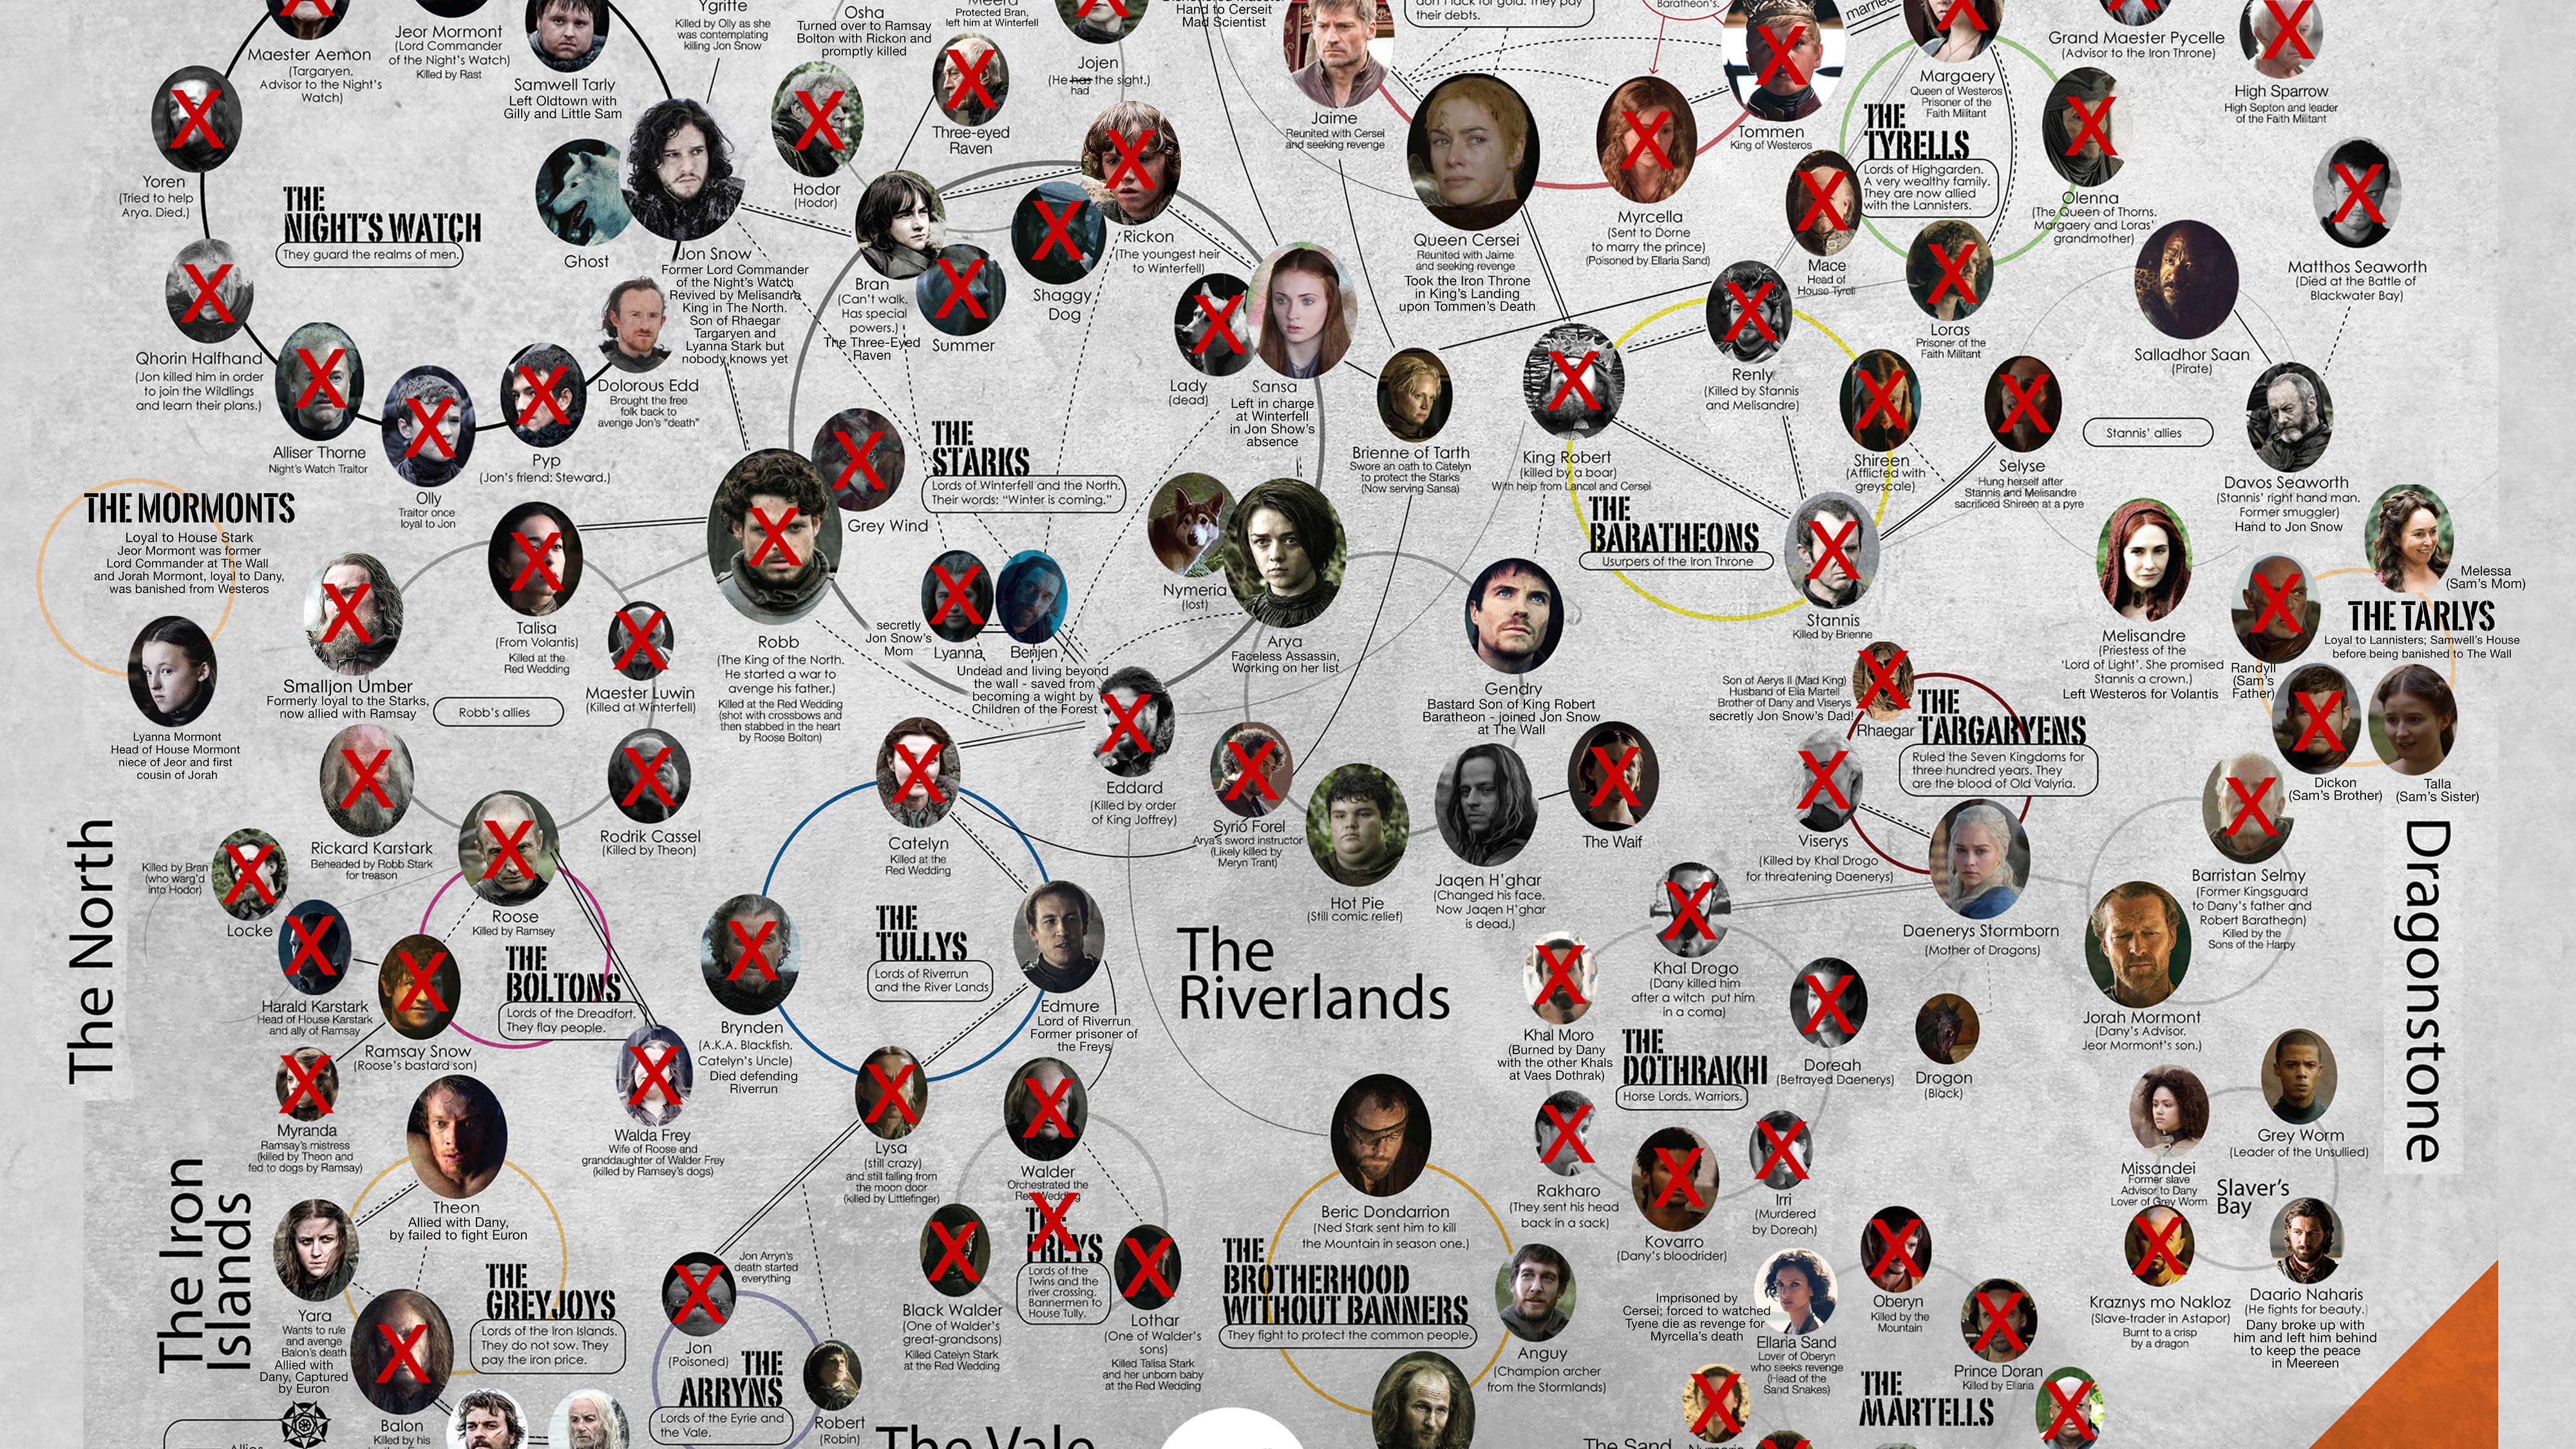 Maester Aemon
(Targaryen.
Advisor to the Night's
Watch)
Jeor Mormont
(Lord Commander
of the Night's Watch)
Killed by Rast
Samwell Tarly
Left Oldtown with
Gilly and Little Sam
Ygritte
Killed by Olly as she
was contemplating
killing Jon Snow
Osha
Turned over to Ramsay
Bolton with Rickon and
promptly killed
Meera
Protected Bran,
left him at Winterfell
Jojen
(He has the sight.)
had
Three-eyed
Raven
Hand to Cerseit
Mad Scientist
Jaime
Reunited with Cersei
and seeking revenge
don't lack for gold. They pay
their debts.
Baratheon's.
married
Tommen
King of Westeros
Margaery
Queen of Westeros
Prisoner of the
Faith Militant
Grand Maester Pycelle
(Advisor to the Iron Throne)
High Sparrow
High Septon and leader
of the Faith Militant
Yoren
(Tried to help
Arya. Died.)
THE
NIGHT'S WATCH
They guard the realms of men.
Ghost
Jon Snow
Former Lord Commander
of the Night's Watch
Revived by Melisandre
King in The North.
Son of Rhaegar
Targaryen and
Lyanna Stark but
nobody knows yet
Hodor
(Hodor)
Bran
(Can't walk.
Has special
powers.)
The Three-Eyed
Raven
Summer
Shaggy
Dog
Rickon
(The youngest heir
to Winterfell)
Queen Cersei
Reunited with Jaime
and seeking revenge
Took the Iron Throne
in King's Landing
upon Tommen's Death
Myrcella
(Sent to Dorne
to marry the prince)
(Poisoned by Ellaria Sand)
THE
TYRELLS
Lords of Highgarden.
A very wealthy family.
They are now allied
with the Lannisters.
Mace
Head of
House Tyrell
Olenna
(The Queen of Thorns.
Margaery and Loras'
grandmother)
Loras
Prisoner of the
Faith Militant
Matthos Seaworth
(Died at the Battle of
Blackwater Bay)
Salladhor Saan
(Pirate)
Qhorin Halfhand
(Jon killed him in order
to join the Wildlings
and learn their plans.)
Alliser Thorne
Night's Watch Traitor
Olly
Traitor once
loyal to Jon
Pyp
(Jon's friend: Steward.)
Dolorous Edd
Brought the free
folk back to
avenge Jon's "death"
THE
STARKS
Lords of Winterfell and the North.
Their words: "Winter is coming."
Grey Wind
Lady
(dead)
Sansa
Left in charge
at Winterfell
in Jon Show's
absence
Brienne of Tarth
Swore an oath to Catelyn
to protect the Starks
(Now serving Sansa)
King Robert
(killed by a boar)
With help from Lancel and Cersei
Renly
(Killed by Stannis
and Melisandre)
Shireen
(Afflicted with
greyscale)
Selyse
Hung herself after
Stannis and Melisandre
sacrificed Shireen at a pyre
Stannis' allies
Davos Seaworth
(Stannis' right hand man.
Former smuggler)
Hand to Jon Snow
THE
BARATHEONS
Usurpers of the Iron Throne
Stannis
Killed by Brienne
THE MORMONTS
Loyal to House Stark
Jeor Mormont was former
Lord Commander at The Wall
and Jorah Mormont, loyal to Dany,
was banished from Westeros
Lyanna Mormont
Head of House Mormont
niece of Jeor and first
cousin of Jorah
Smalljon Umber
Formerly loyal to the Starks,
now allied with Ramsay
Talisa
(From Volantis)
Killed at the
Red Wedding
Maester Luwin
(Killed at Winterfell)
Robb's allies
Robb
(The King of the North.
He started a war to
avenge his father.)
Killed at the Red Wedding
(shot with crossbows and
then stabbed in the heart
by Roose Bolton)
secretly
Jon Snow's
Mom
Lyanna
Benjen
Undead and living beyond
the wall - saved from
becoming a wight by
Children of the Forest
Nymeria
(lost)
Arya
Faceless Assassin,
Working on her list
Eddard
(Killed by order
of King Joffrey)
Gendry
Bastard Son of King Robert
Baratheon - joined Jon Snow
at The Wall
Melisandre
(Priestess of the
'Lord of Light'. She promised
Stannis a crown.)
Left Westeros for Volantis
Melessa
(Sam's Mom)
THE TARLYS
Loyal to Lannisters; Samwell's House
before being banished to The Wall
Randyll
(Sam's
Father)
Dickon
(Sam's Brother)
Talla
(Sam's Sister)
Son of Aerys II (Mad King)
Husband of Elia Martell
Brother of Dany and Viserys
secretly Jon Snow's Dad!
Rhaegar
THE
TARGARYENS
Ruled the Seven Kingdoms for
three hundred years. They
are the blood of Old Valyria.
Viserys
(Killed by Khal Drogo
for threatening Daenerys)
Daenerys Stormborn
(Mother of Dragons)
Barristan Selmy
(Former Kingsguard
to Dany's father and
Robert Baratheon)
Killed by the
Sons of the Harpy
Jorah Mormont
(Dany's Advisor.
Jeor Mormont's son.)
Dragonstone
The North
Rickard Karstark
Beheaded by Robb Stark
for treason
Rodrik Cassel
(Killed by Theon)
Killed by Bran
(who warg'd
into Hodor)
Locke
Roose
Killed by Ramsey
Harald Karstark
Head of House Karstark
and ally of Ramsay
THE
BOLTONS
Lords of the Dreadfort.
They flay people.
Ramsay Snow
(Roose's bastard son)
Myranda
Ramsay's mistress
(killed by Theon and
fed to dogs by Ramsay)
Walda Frey
Wife of Roose and
granddaughter of Walder Frey
(killed by Ramsey's dogs)
Catelyn
Killed at the
Red Wedding
THE
TULLYS
Lords of Riverrun
and the River Lands
Brynden
(A.K.A. Blackfish.
Catelyn's Uncle)
Died defending
Riverrun
Edmure
Lord of Riverrun
Former prisoner of
the Freys
Lysa
(still crazy)
and still falling from
the moon door
(killed by Littlefinger)
Syrio Forel
Arya's sword instructor
(Likely killed by
Meryn Trant)
Hot Pie
(Still comic relief)
Jaqen H'ghar
(Changed his face.
Now Jaqen H'ghar
is dead.)
The Waif
The
Riverlands
Khal Drogo
(Dany killed him
after a witch put him
in a coma)
Khal Moro
(Burned by Dany
with the other Khals
at Vaes Dothrak)
THE
DOTHRAKHI
Horse Lords. Warriors.
Doreah
(Betrayed Daenerys)
Drogon
(Black)
Rakharo
(They sent his head
back in a sack)
Kovarro
(Dany's bloodrider)
Irri
(Murdered
by Doreah)
Missandei
Former slave
Advisor to Dany
Lover of Grey Worm
Grey Worm
(Leader of the Unsullied)
Slaver's
Bay
Kraznys mo Nakloz
(Slave-trader in Astapor)
Burnt to a crisp
by a dragon
Daario Naharis
(He fights for beauty.)
Dany broke up with
him and left him behind
to keep the peace
in Meereen
The Iron
Islands
Theon
Allied with Dany,
by failed to fight Euron
Yara
Wants to rule
and avenge
Balon's death
Allied with
Dany, Captured
by Euron
THE
GREYJOYS
Lords of the Iron Islands.
They do not sow. They
pay the iron price.
Balon
Killed by his
Allies
Jon Arryn's
death started
everything
Jon
(Poisoned)
THE
ARRYNS
Lords of the Eyrie and
the Vale.
Robert
(Robin)
The Vale
Walder
Orchestrated the
Red Wedding
THE
FREYS
Lords of the
Twins and the
river crossing.
Bannermen to
House Tully.
Black Walder
(One of Walder's
great-grandsons)
Killed Catelyn Stark
at the Red Wedding
Lothar
(One of Walder's
sons)
Killed Talisa Stark
and her unborn baby
at the Red Wedding
Beric Dondarrion
(Ned Stark sent him to kill
the Mountain in season one.)
THE
BROTHERHOOD
WITHOUT BANNERS
They fight to protect the common people.
Anguy
(Champion archer
from the Stormlands)
Imprisoned by
Cersei; forced to watched
Tyene die as revenge for
Myrcella's death
Ellaria Sand
Lover of Oberyn
who seeks revenge
(Head of the
Sand Snakes)
Oberyn
Killed by the
Mountain
Prince Doran
Killed by Ellaria
THE
MARTELLS
The Sand
Nymeria